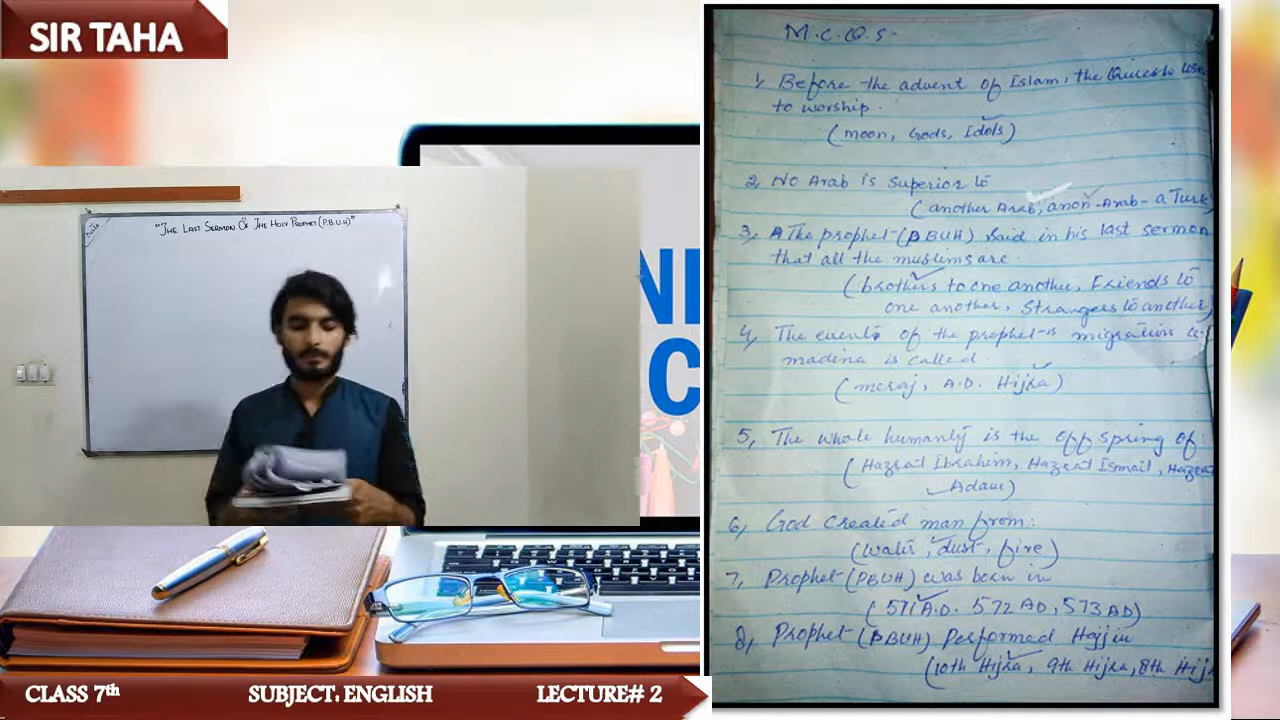 SIR TAHA
"THE LAST SERMON OF THE HOLY PROPHET (P.B.U.H)"
M.C.Q.S-
1, Before the advent of Islam, the use
to worship.
(moon, Gods, Idols)
2, No Arab is superior to
(another Arab, anon-Arab- a Turk
3, The prophet (PBUH) said in his last sermon
that all the muslims are.
(brothers to one another, Friends to
one another, Strangers to another)
4, The events of the prophet-is migration
madina is called.
(meraj, A.D. Hijra)
5, The whole humanly is the off spring of:
(Hazrat Ibrahim, Hazrat Ismail, Hazrat
Adam)
6, God created man from:
(water, dust, fire)
7, Prophet (PBUH) was born in
(571 A.D. 572 AD, 573 AD)
8, Prophet (PBUH) Performed Hajj in
(10th Hijra, 9th Hijra, 8th Hij
CLASS 7th SUBJECT: ENGLISH LECTURE# 2